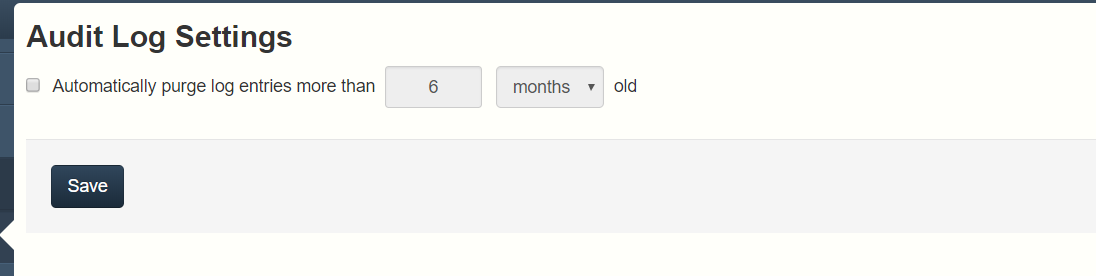 Audit Log Settings
Automatically purge log entries more than 6 months old
Save